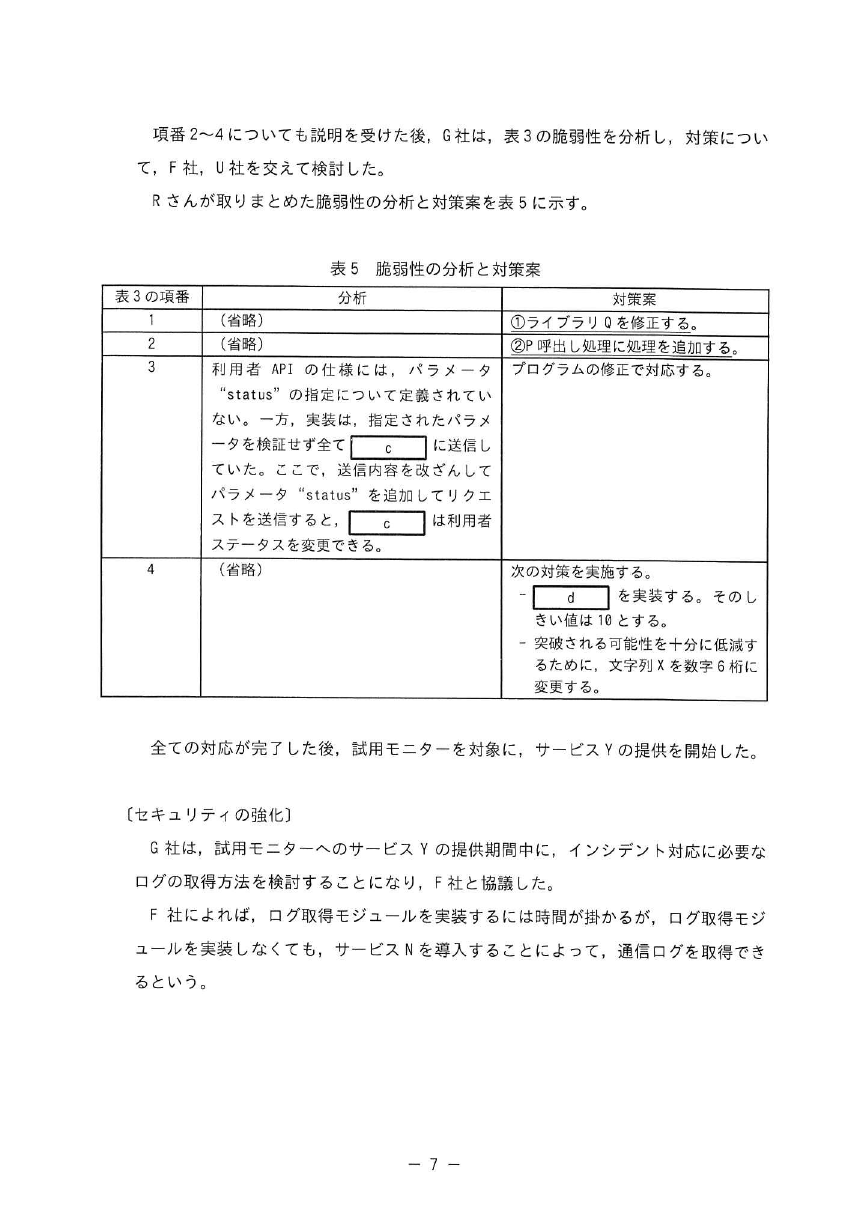 項番2～4についても説明を受けた後，G社は，表3の脆弱性を分析し，対策につい
て，F社，U社を交えて検討した。
Rさんが取りまとめた脆弱性の分析と対策案を表5に示す。
表5　脆弱性の分析と対策案
表3の項番　分析　対策案
1　（省略）　①ライブラリQを修正する。
2　（省略）　②P呼出し処理に処理を追加する。
3　利用者 API の仕様には，パラメータ　プログラムの修正で対応する。
“status”の指定について定義されてい
ない。一方，実装は，指定されたパラメ
ータを検証せず全て c に送信し
ていた。ここで，送信内容を改ざんして
パラメータ“status”を追加してリクエ
ストを送信すると， c は利用者
ステータスを変更できる。
4　（省略）　次の対策を実施する。
- d を実装する。そのし
きい値は10とする。
- 突破される可能性を十分に低減す
るために，文字列Xを数字6桁に
変更する。
全ての対応が完了した後，試用モニターを対象に，サービスYの提供を開始した。
〔セキュリティの強化〕
G社は，試用モニターへのサービスYの提供期間中に，インシデント対応に必要な
ログの取得方法を検討することになり，F社と協議した。
F社によれば，ログ取得モジュールを実装するには時間が掛かるが，ログ取得モジ
ュールを実装しなくても，サービスNを導入することによって，通信ログを取得でき
るという。
－ 7 －